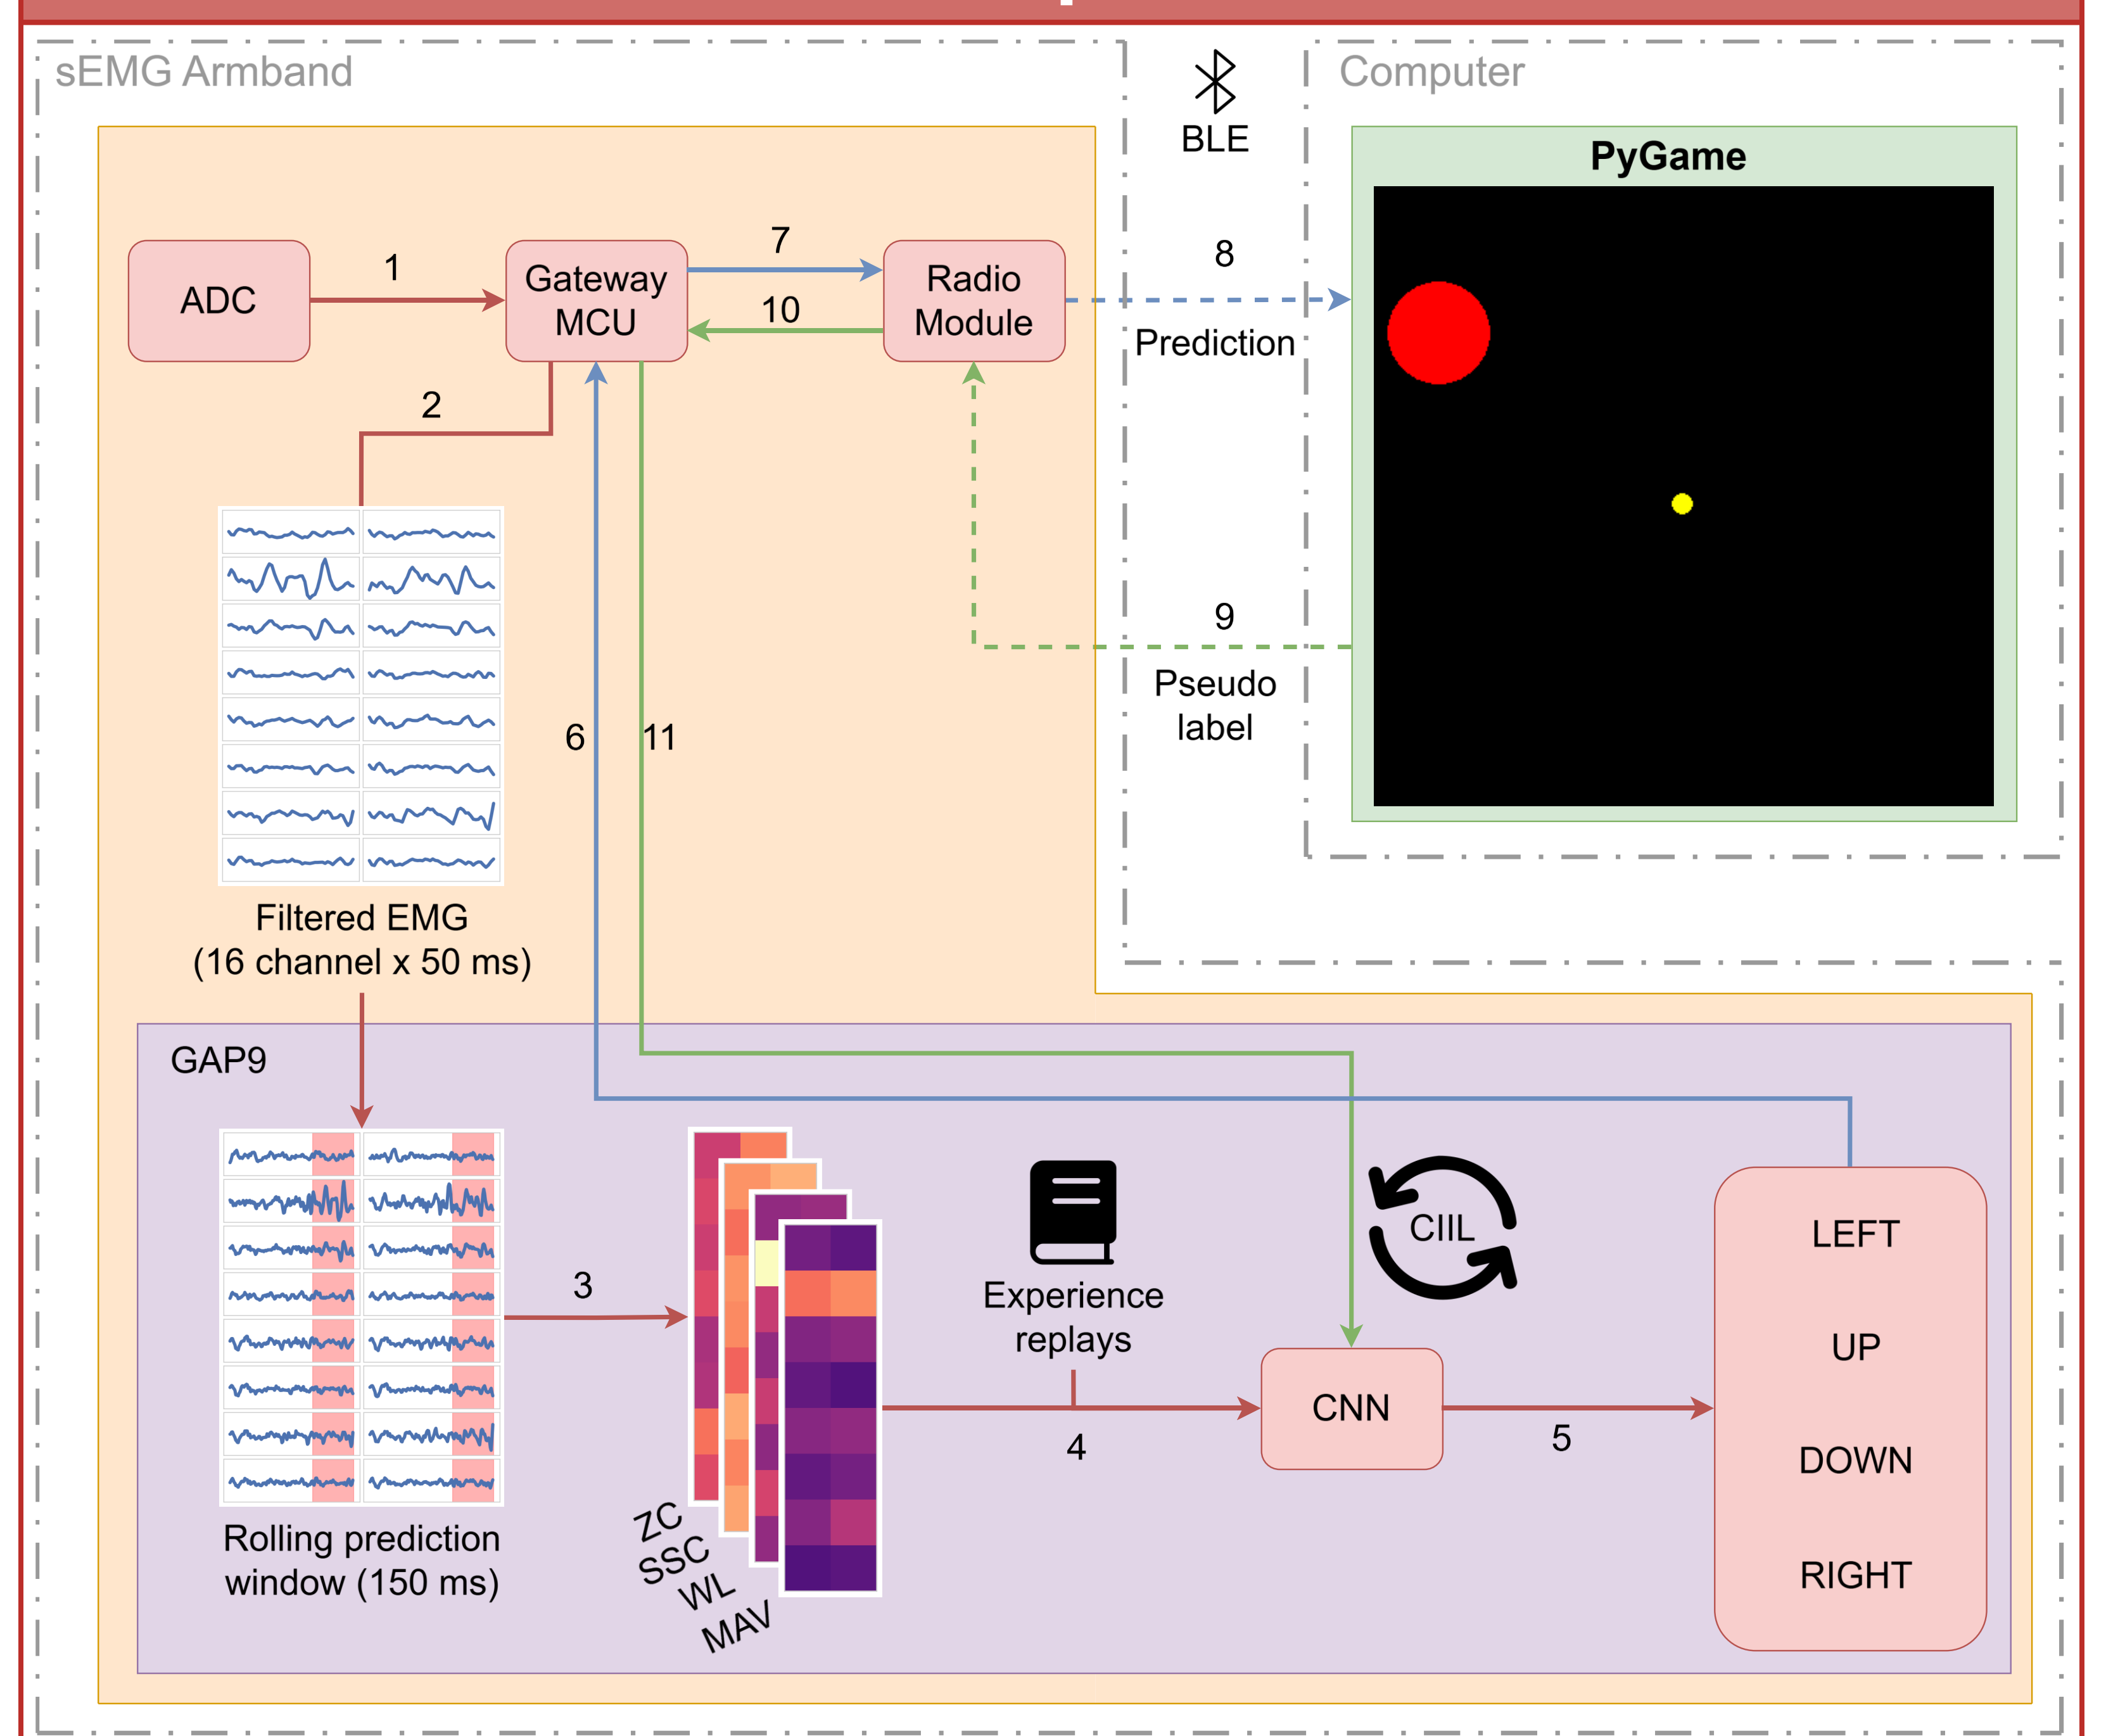 sEMG Armband
BLE
Computer
PyGame
ADC
1
Gateway
MCU
7
10
Radio
Module
8
Prediction
2
9
Pseudo
label
6
11
Filtered EMG
(16 channel x 50 ms)
GAP9
Rolling prediction
window (150 ms)
3
ZC
SSC
WL
MAV
Experience
replays
4
CIIL
CNN
5
LEFT
UP
DOWN
RIGHT